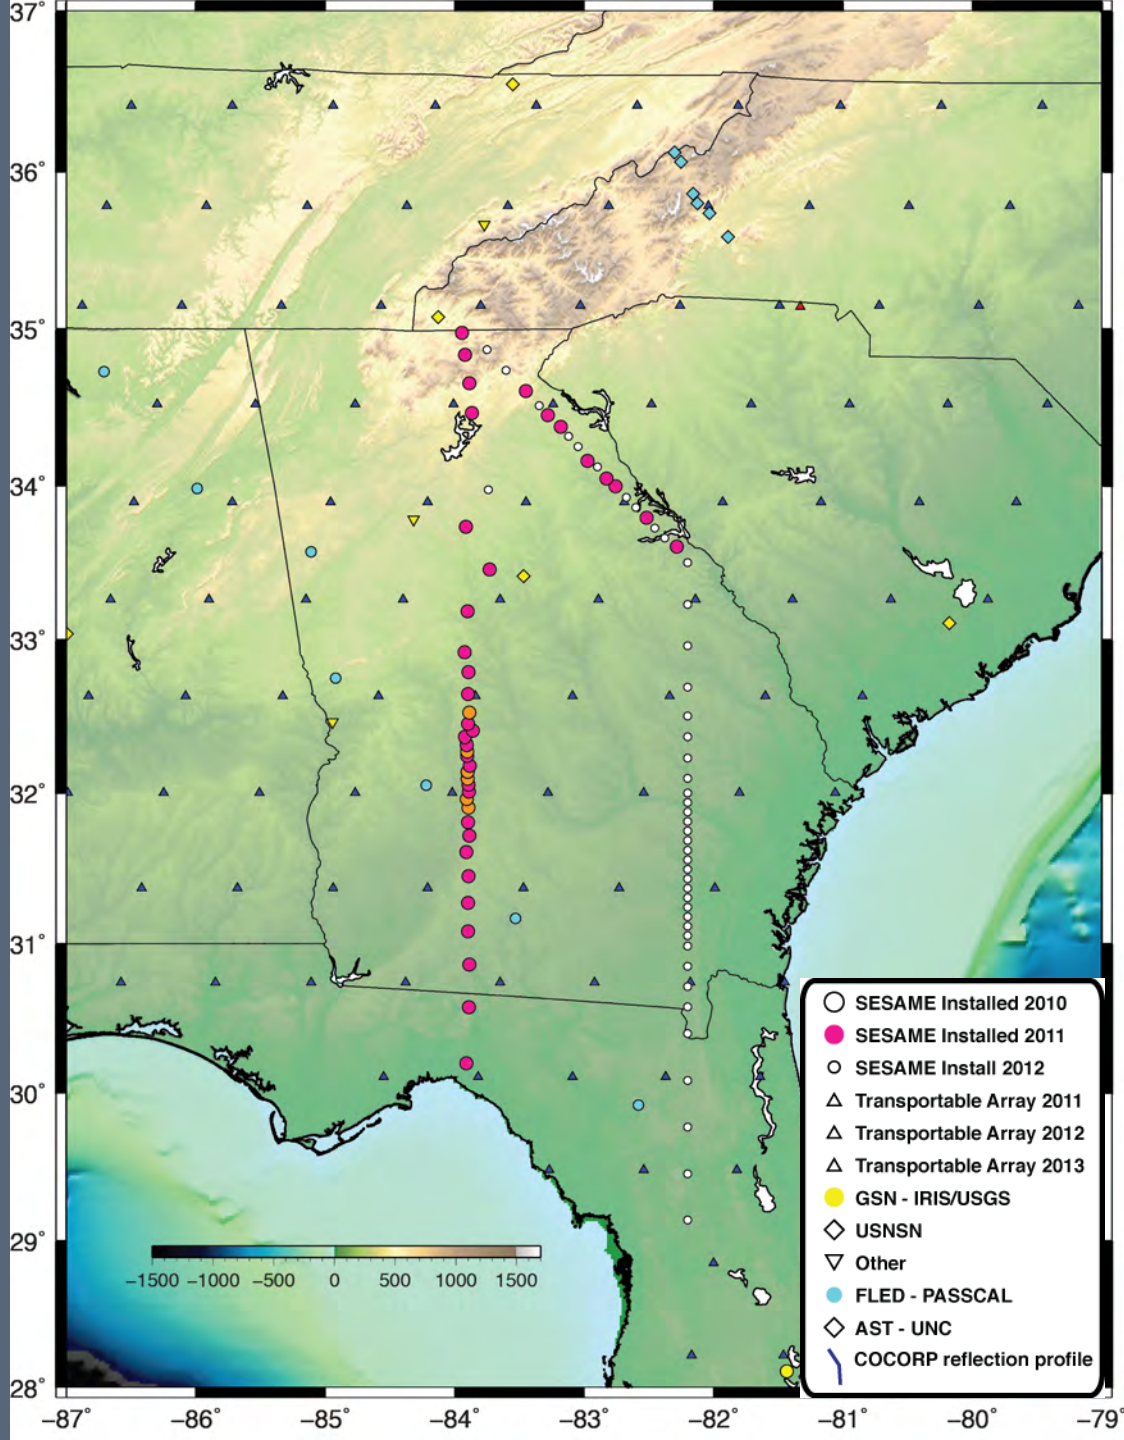 37°
36°
35°
34°
33°
32°
31°
30°
29°
28°
SESAME Installed 2010
SESAME Installed 2011
SESAME Install 2012
Transportable Array 2011
Transportable Array 2012
Transportable Array 2013
GSN - IRIS/USGS
USNSN
Other
FLED - PASSCAL
AST - UNC
COCORP reflection profile
−1500 −1000 −500 0 500 1000 1500
−87° −86° −85° −84° −83° −82° −81° −80° −79°